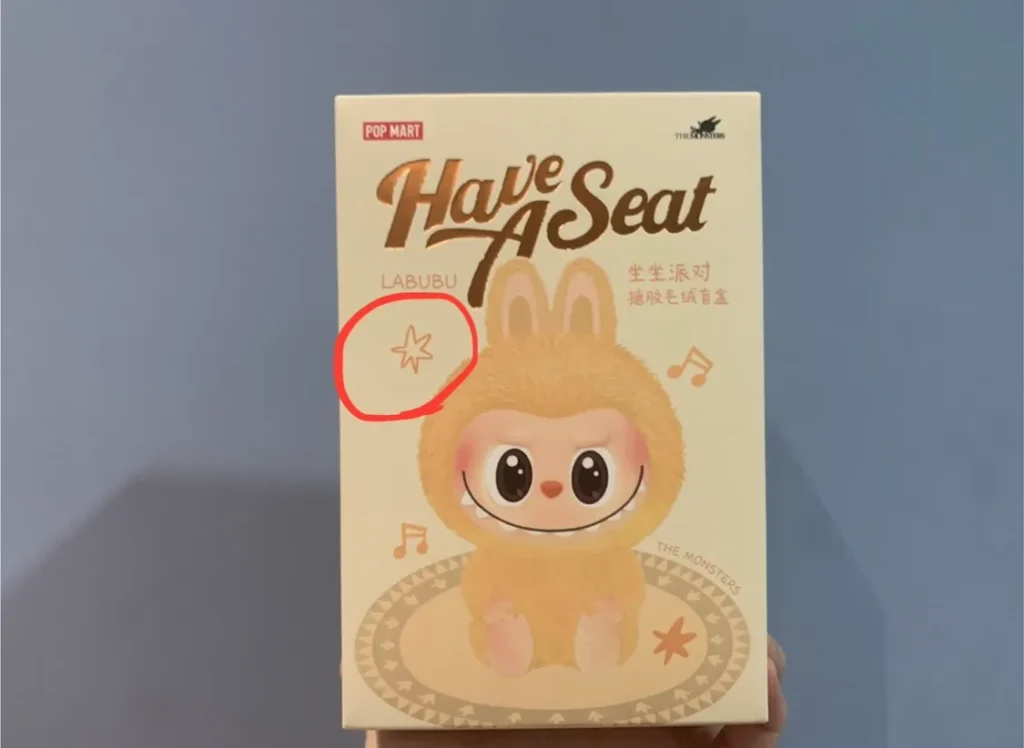 POP MART
THE MONSTERS
Have
A Seat
LABUBU
坐坐派对
搪胶毛绒盲盒
THE MONSTERS